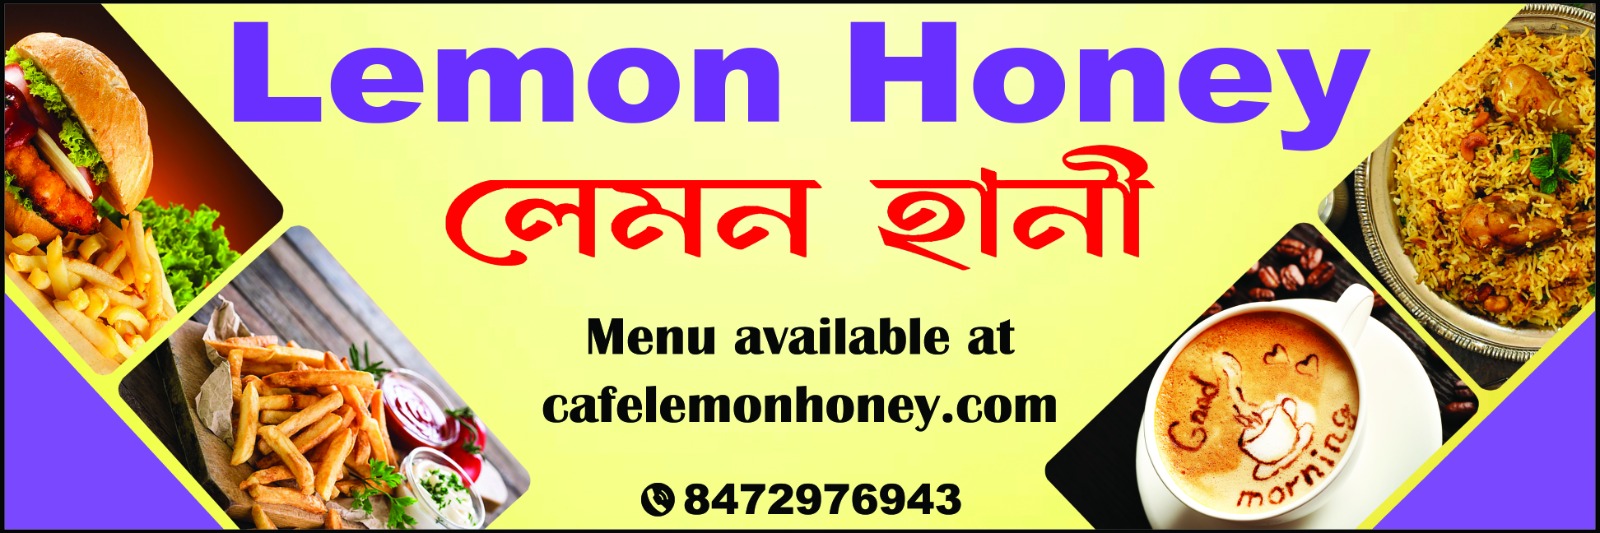 Lemon Honey
লেমন হানী
Menu available at
cafelemonhoney.com
8472976943
Good
morning